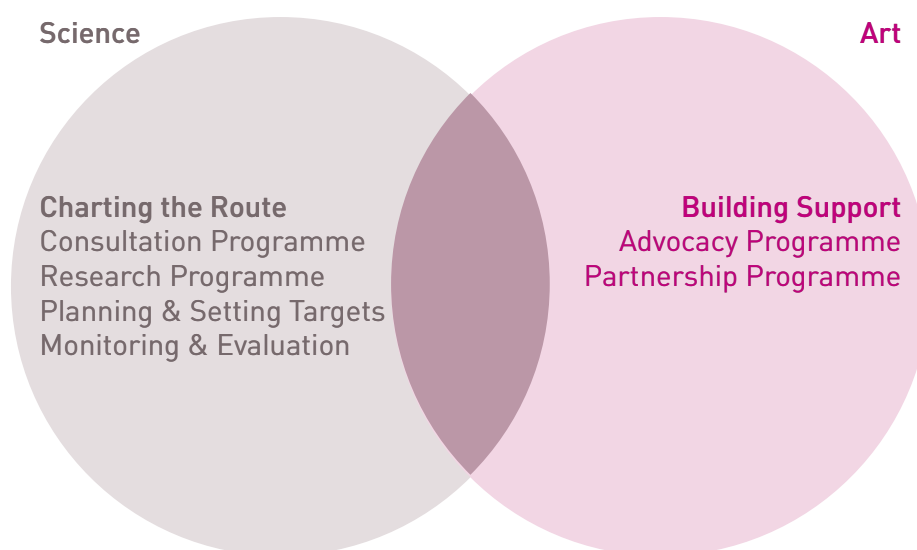 Science
Art
Charting the Route
Consultation Programme
Research Programme
Planning & Setting Targets
Monitoring & Evaluation
Building Support
Advocacy Programme
Partnership Programme